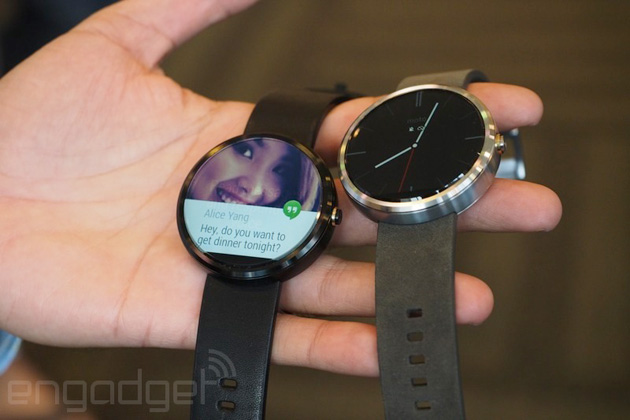 Alice Yang
Hey, do you want to
get dinner tonight?
engadget